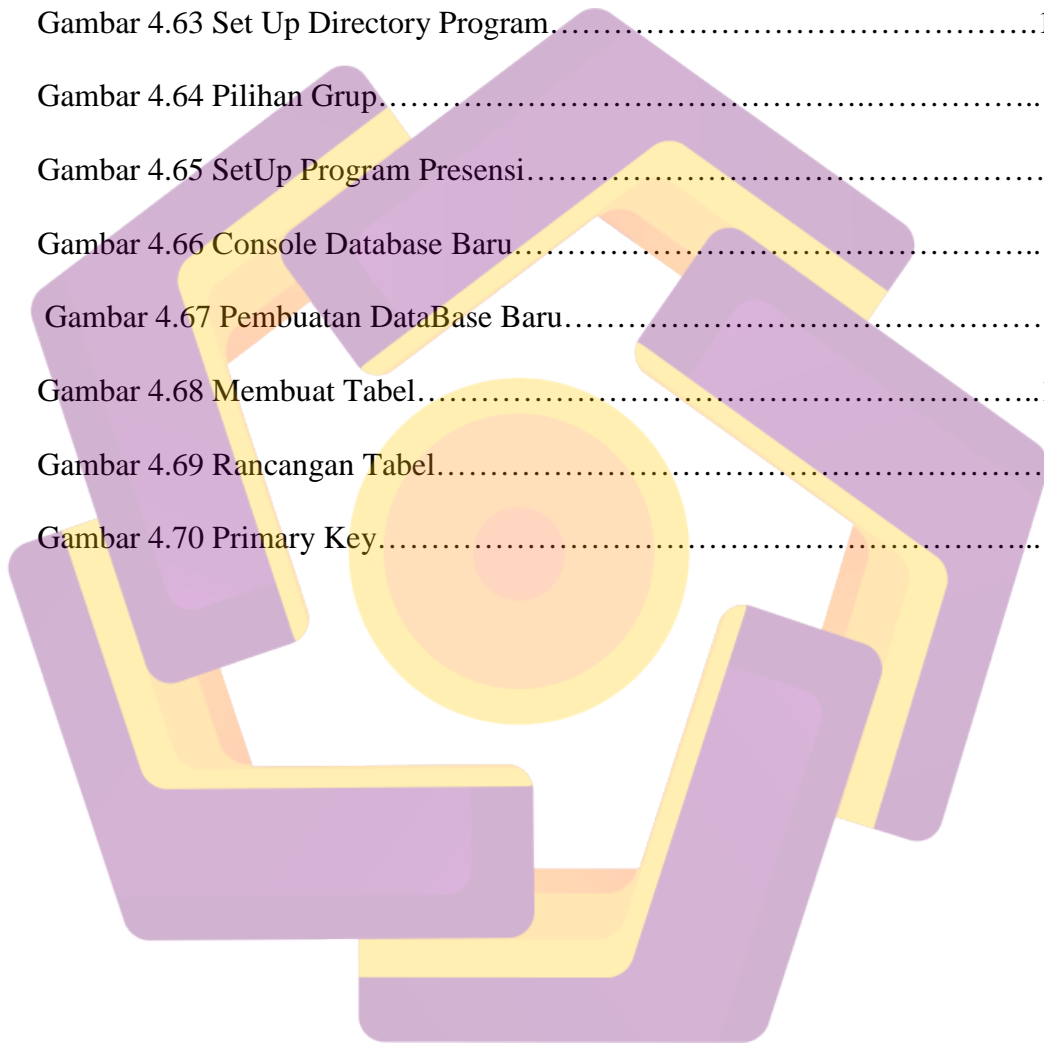 Gambar 4.63 Set Up Directory Program…………………………………….1
Gambar 4.64 Pilihan Grup…………………………………….…………..
Gambar 4.65 SetUp Program Presensi……………………………….…….
Gambar 4.66 Console Database Baru……………………………………..
Gambar 4.67 Pembuatan DataBase Baru…………………………………
Gambar 4.68 Membuat Tabel……………………………………………..1
Gambar 4.69 Rancangan Tabel……………………………………………
Gambar 4.70 Primary Key………………………………………………..